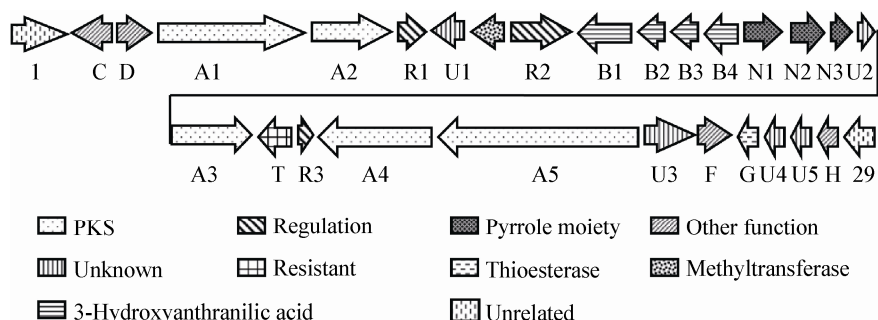 1 C D A1 A2 R1 U1 R2 B1 B2 B3 B4 N1 N2 N3 U2
A3 T R3 A4 A5 U3 F G U4 U5 H 29
PKS Regulation Pyrrole moiety Other function
Unknown Resistant Thioesterase Methyltransferase
3-Hydroxyanthranilic acid Unrelated